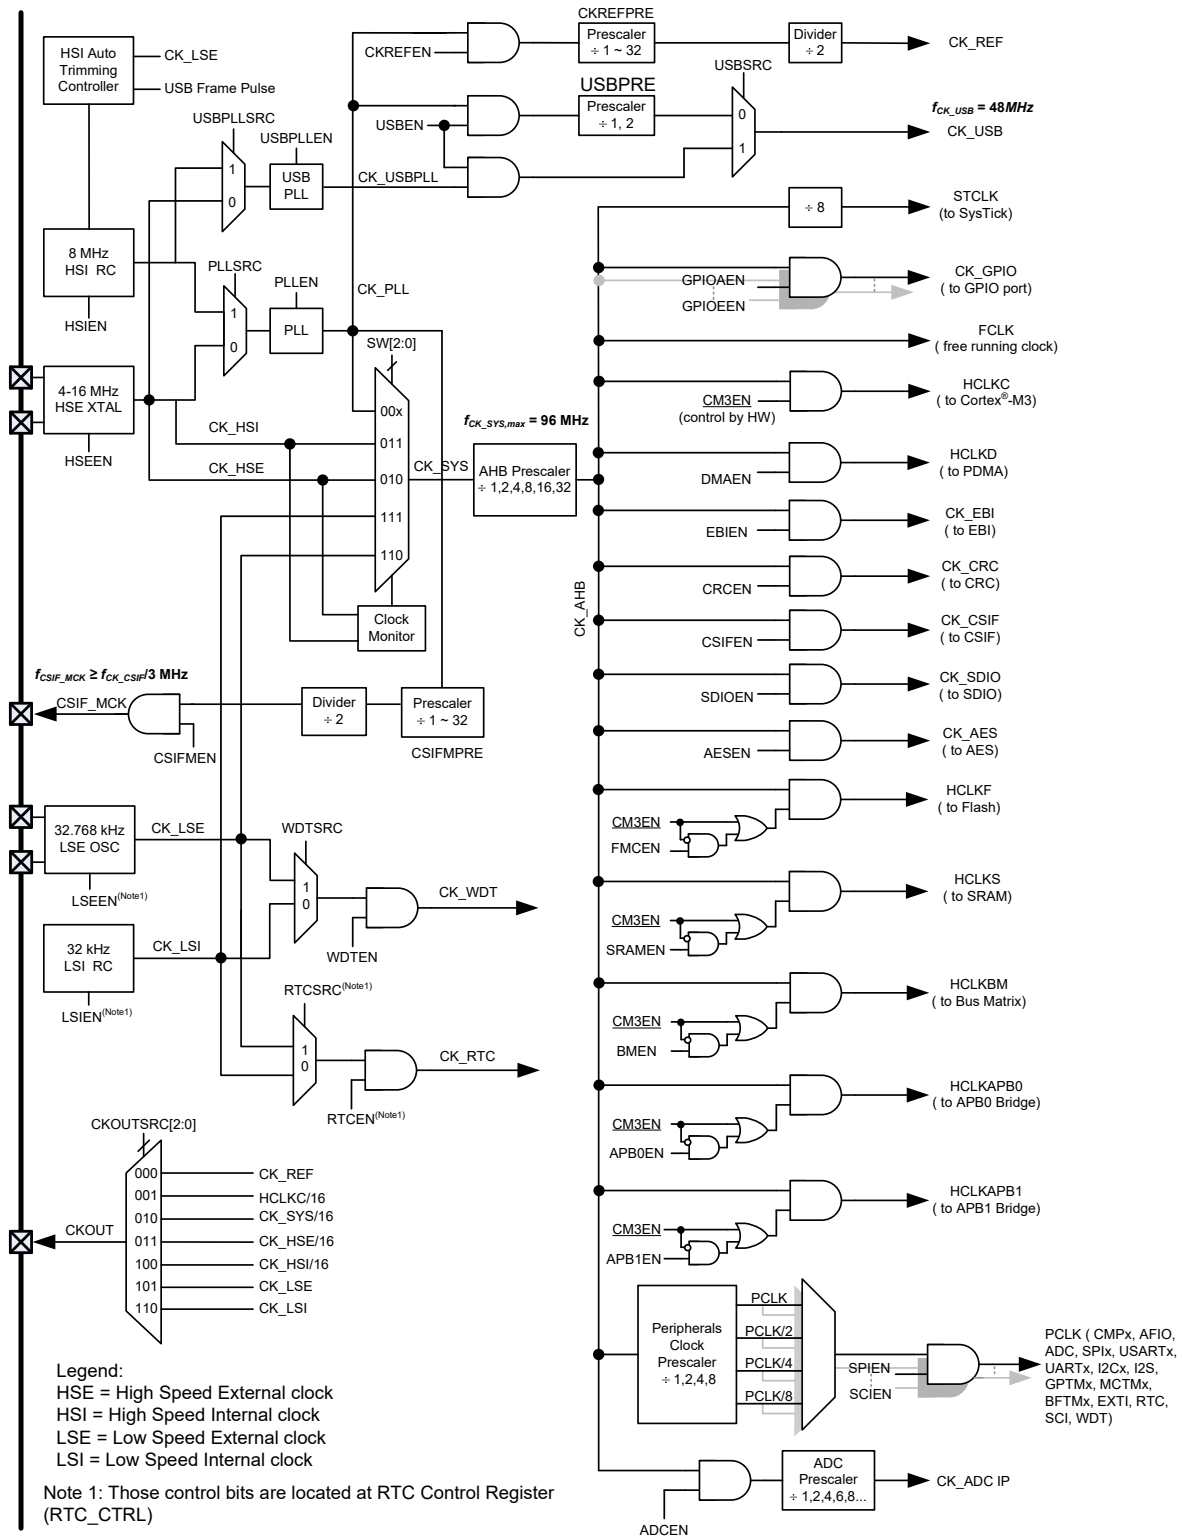 CKREFPRE
HSI Auto
Trimming
Controller
CK_LSE
USB Frame Pulse
CKREFEN
Prescaler
÷ 1 ~ 32
Divider
÷ 2
CK_REF
USBSRC
USBPRE
Prescaler
÷ 1, 2
USBEN
0
1
fCK_USB = 48MHz
CK_USB
USBPLLSRC
USBPLLEN
1
0
USB
PLL
CK_USBPLL
÷ 8
STCLK
(to SysTick)
8 MHz
HSI RC
HSIEN
PLLSRC
PLLEN
1
0
PLL
CK_PLL
GPIOAEN
GPIOEEN
CK_GPIO
( to GPIO port)
FCLK
( free running clock)
SW[2:0]
4-16 MHz
HSE XTAL
HSEEN
CK_HSI
CK_HSE
00x
011
010
111
110
CK_SYS
fCK_SYS,max = 96 MHz
AHB Prescaler
÷ 1,2,4,8,16,32
CM3EN
(control by HW)
HCLKC
( to Cortex®-M3)
DMAEN
HCLKD
( to PDMA)
EBIEN
CK_EBI
( to EBI)
CRCEN
CK_CRC
( to CRC)
CK_AHB
Clock
Monitor
CSIFEN
CK_CSIF
( to CSIF)
fCSIF_MCK ≥ fCK_CSIF/3 MHz
CSIF_MCK
CSIFMEN
Divider
÷ 2
Prescaler
÷ 1 ~ 32
CSIFMPRE
SDIOEN
CK_SDIO
( to SDIO)
AESEN
CK_AES
( to AES)
CM3EN
FMCEN
HCLKF
( to Flash)
32.768 kHz
LSE OSC
LSEEN(Note1)
CK_LSE
WDTSRC
1
0
WDTEN
CK_WDT
CM3EN
SRAMEN
HCLKS
( to SRAM)
32 kHz
LSI RC
LSIEN(Note1)
CK_LSI
RTCSRC(Note1)
1
0
RTCEN(Note1)
CK_RTC
CM3EN
BMEN
HCLKBM
( to Bus Matrix)
CM3EN
APB0EN
HCLKAPB0
( to APB0 Bridge)
CKOUTSRC[2:0]
CKOUT
000
CK_REF
001
HCLKC/16
010
CK_SYS/16
011
CK_HSE/16
100
CK_HSI/16
101
CK_LSE
110
CK_LSI
CM3EN
APB1EN
HCLKAPB1
( to APB1 Bridge)
Peripherals
Clock
Prescaler
÷ 1,2,4,8
PCLK
PCLK/2
PCLK/4
PCLK/8
SPIEN
SCIEN
PCLK ( CMPx, AFIO,
ADC, SPIx, USARTx,
UARTx, I2Cx, I2S,
GPTMx, MCTMx,
BFTMx, EXTI, RTC,
SCI, WDT)
Legend:
HSE = High Speed External clock
HSI = High Speed Internal clock
LSE = Low Speed External clock
LSI = Low Speed Internal clock
Note 1: Those control bits are located at RTC Control Register
(RTC_CTRL)
ADCEN
ADC
Prescaler
÷ 1,2,4,6,8...
CK_ADC IP